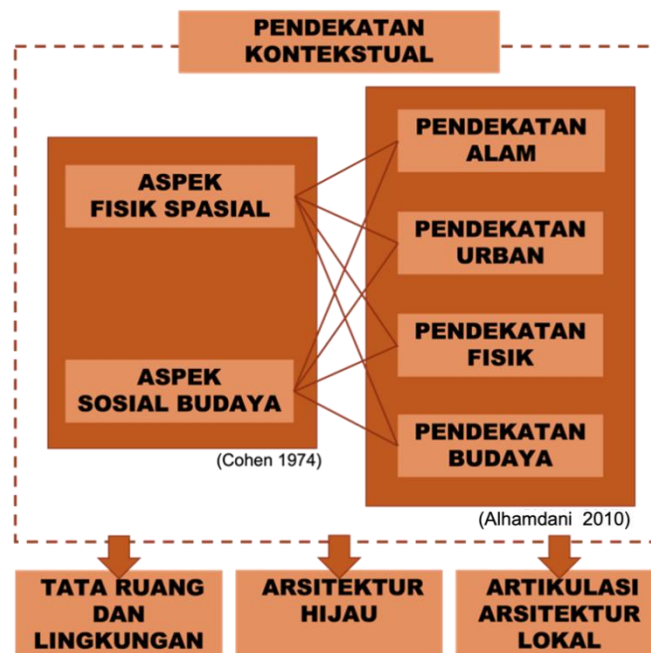 PENDEKATAN
KONTEKSTUAL
ASPEK
FISIK SPASIAL
ASPEK
SOSIAL BUDAYA
(Cohen 1974)
PENDEKATAN
ALAM
PENDEKATAN
URBAN
PENDEKATAN
FISIK
PENDEKATAN
BUDAYA
(Alhamdani 2010)
TATA RUANG
DAN
LINGKUNGAN
ARSITEKTUR
HIJAU
ARTIKULASI
ARSITEKTUR
LOKAL